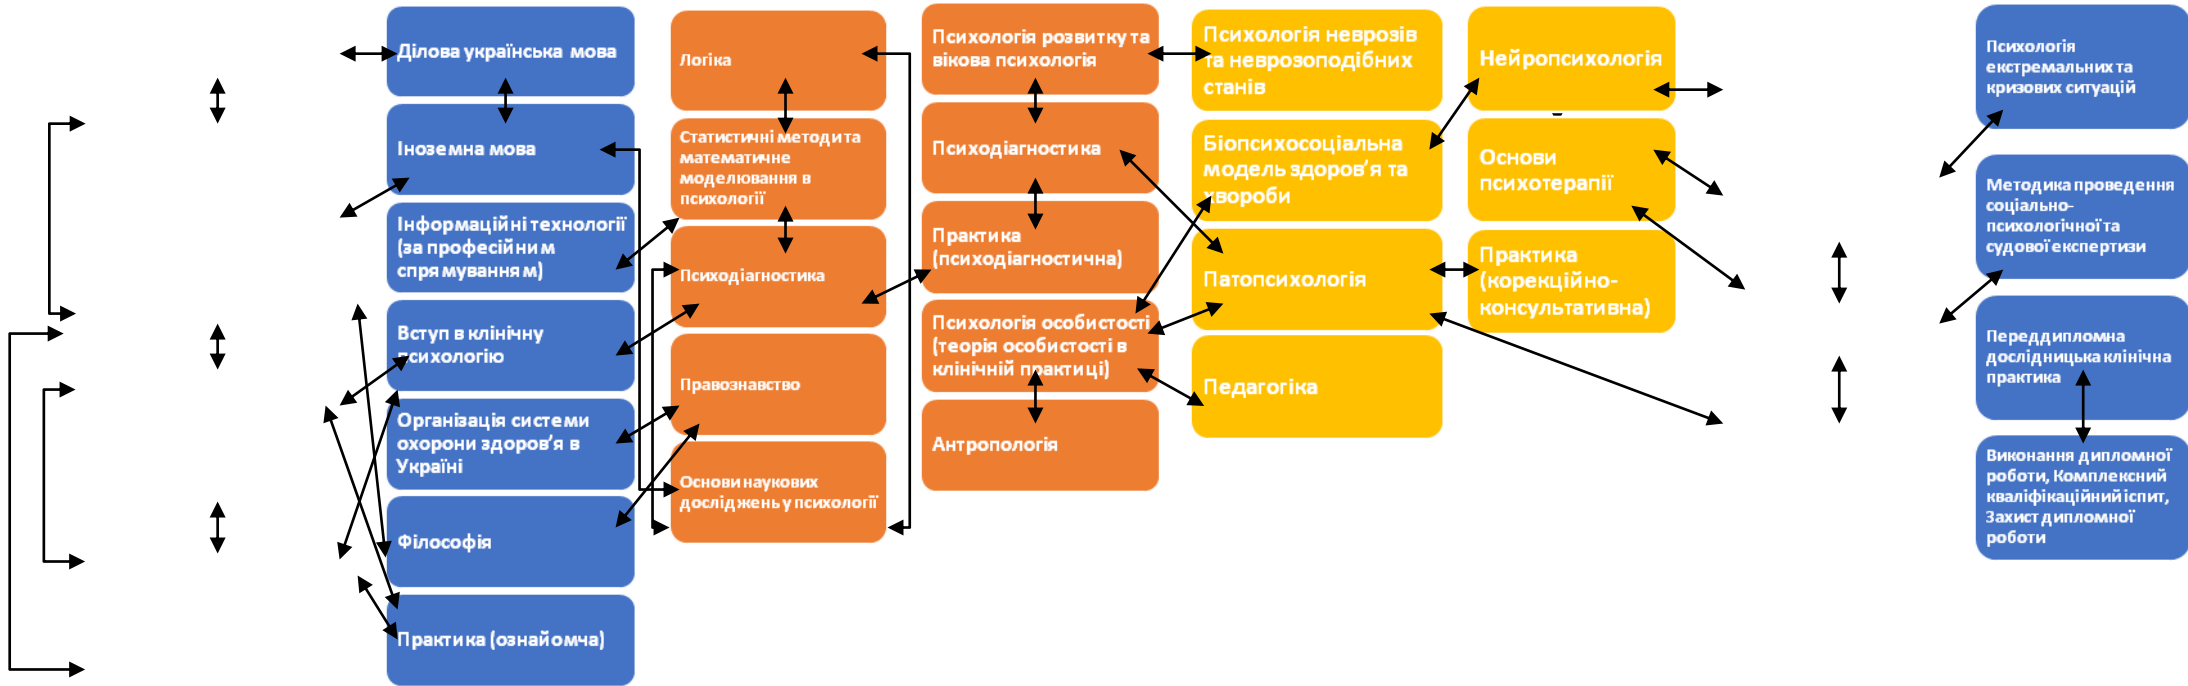 Ділова українська мова
Іноземна мова
Інформаційні технології
(за професійним
спрямуванням)
Вступ в клінічну
психологію
Організація системи
охорони здоров’я в
Україні
Філософія
Практика (ознайомча)
Логіка
Статистичні методи та
математичне
моделювання в
психології
Психодіагностика
Правознавство
Основи наукових
досліджень у психології
Психологія розвитку та
вікова психологія
Психодіагностика
Практика
(психодіагностична)
Психологія особистості
(теорія особистості в
клінічній практиці)
Антропологія
Психологія неврозів
та неврозоподібних
станів
Біопсихосоціальна
модель здоров’я та
хвороби
Патопсихологія
Педагогіка
Нейропсихологія
Основи
психотерапії
Практика
(корекційно-
консультативна)
Психологія
екстремальних та
кризових ситуацій
Методика проведення
соціально-
психологічної та
судової експертизи
Переддипломна
дослідницька клінічна
практика
Виконання дипломної
роботи, Комплексний
кваліфікаційний іспит,
Захист дипломної
роботи